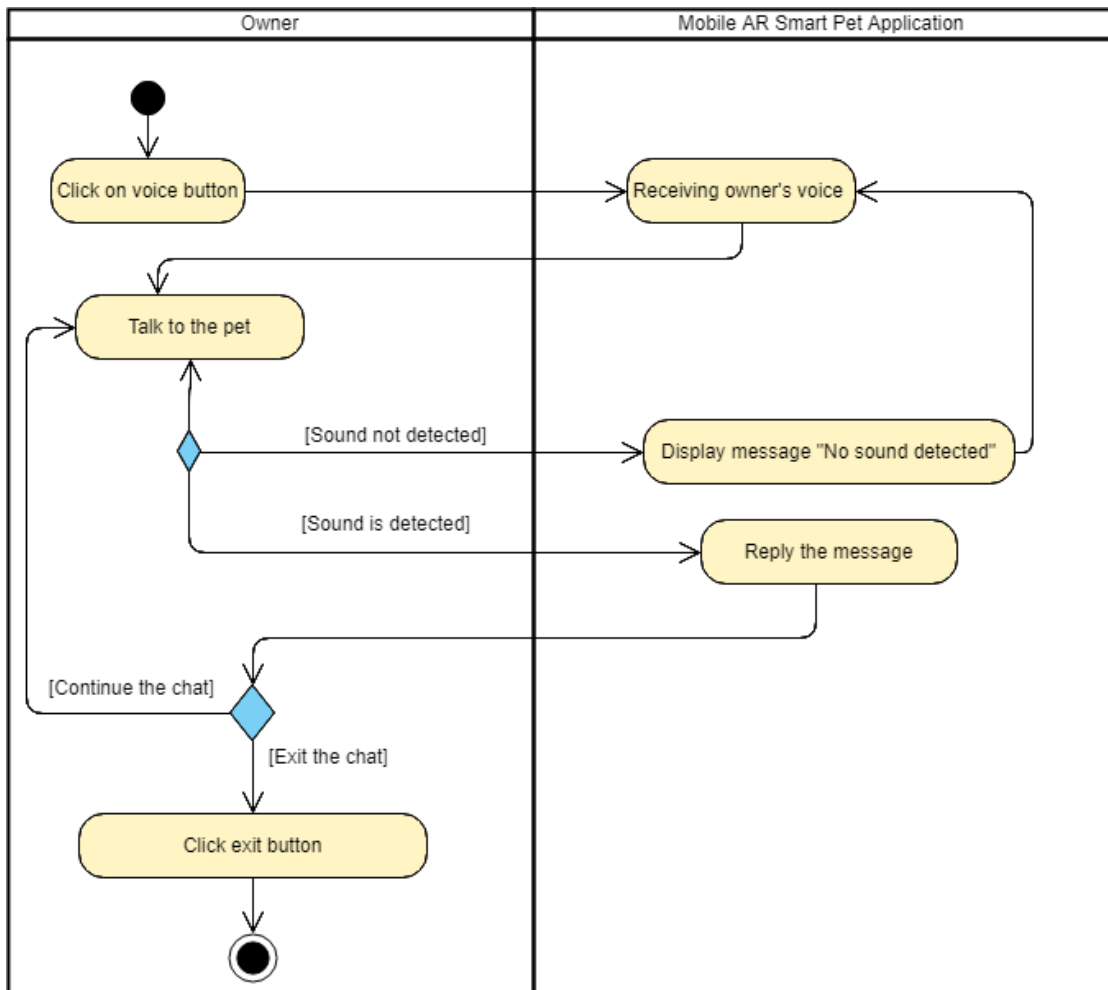 Owner
Mobile AR Smart Pet Application
Click on voice button
Receiving owner's voice
Talk to the pet
[Sound not detected]
Display message "No sound detected"
[Sound is detected]
Reply the message
[Continue the chat]
[Exit the chat]
Click exit button